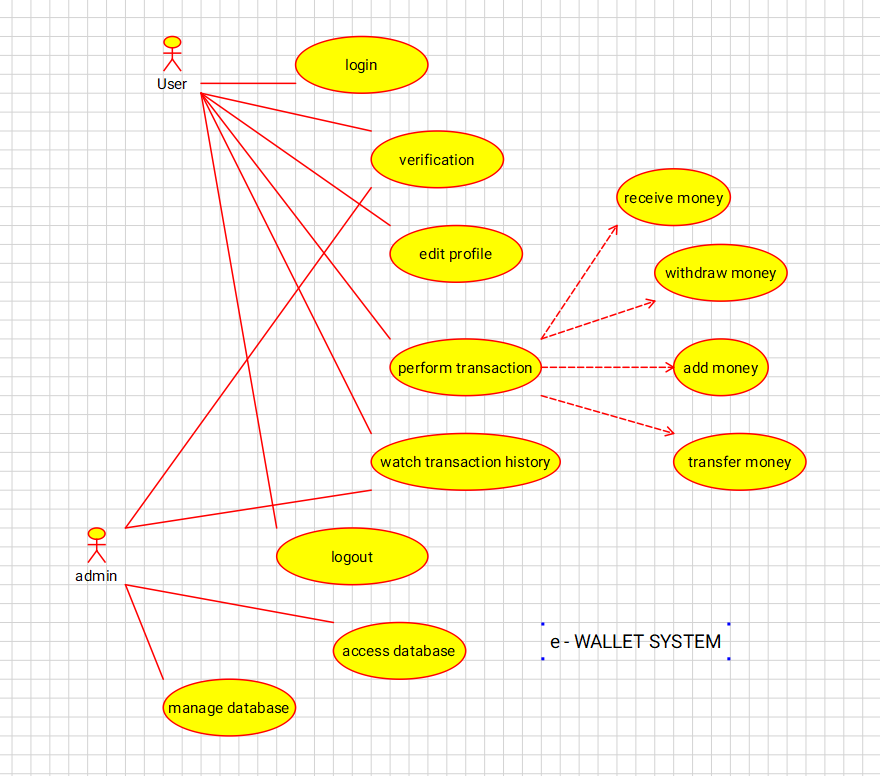 login
User
verification
receive money
edit profile
withdraw money
perform transaction
add money
watch transaction history
transfer money
logout
admin
e - WALLET SYSTEM
access database
manage database